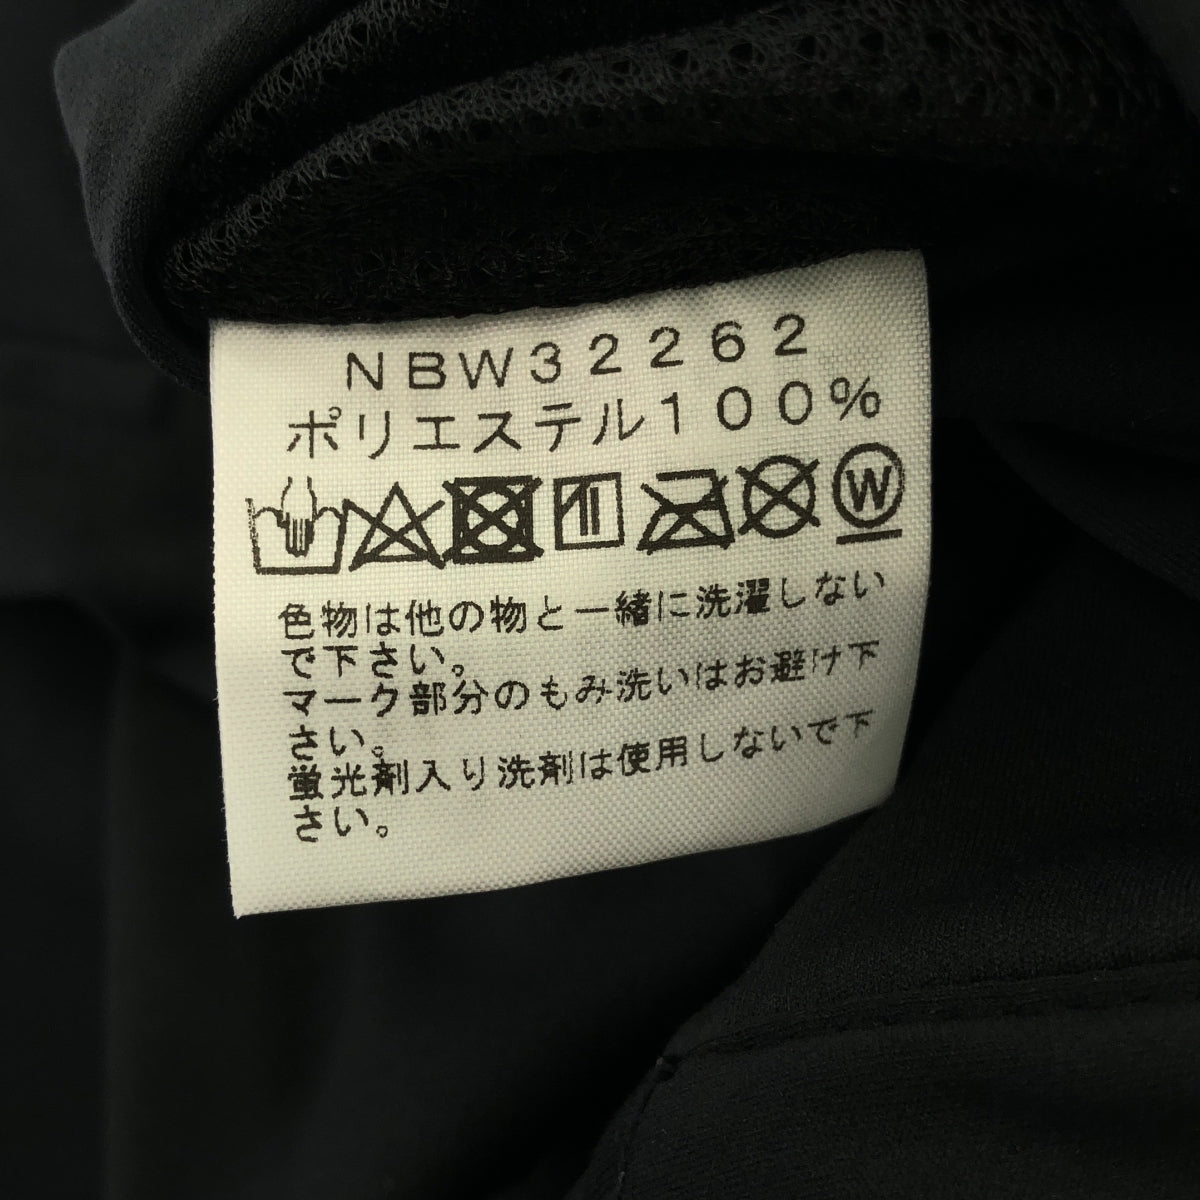 NBW32262
ポリエステル100%
W
色物は他の物と一緒に洗濯しない
で下さい。
マーク部分のもみ洗いはお避け下
さい。
蛍光剤入り洗剤は使用しないで下
さい。